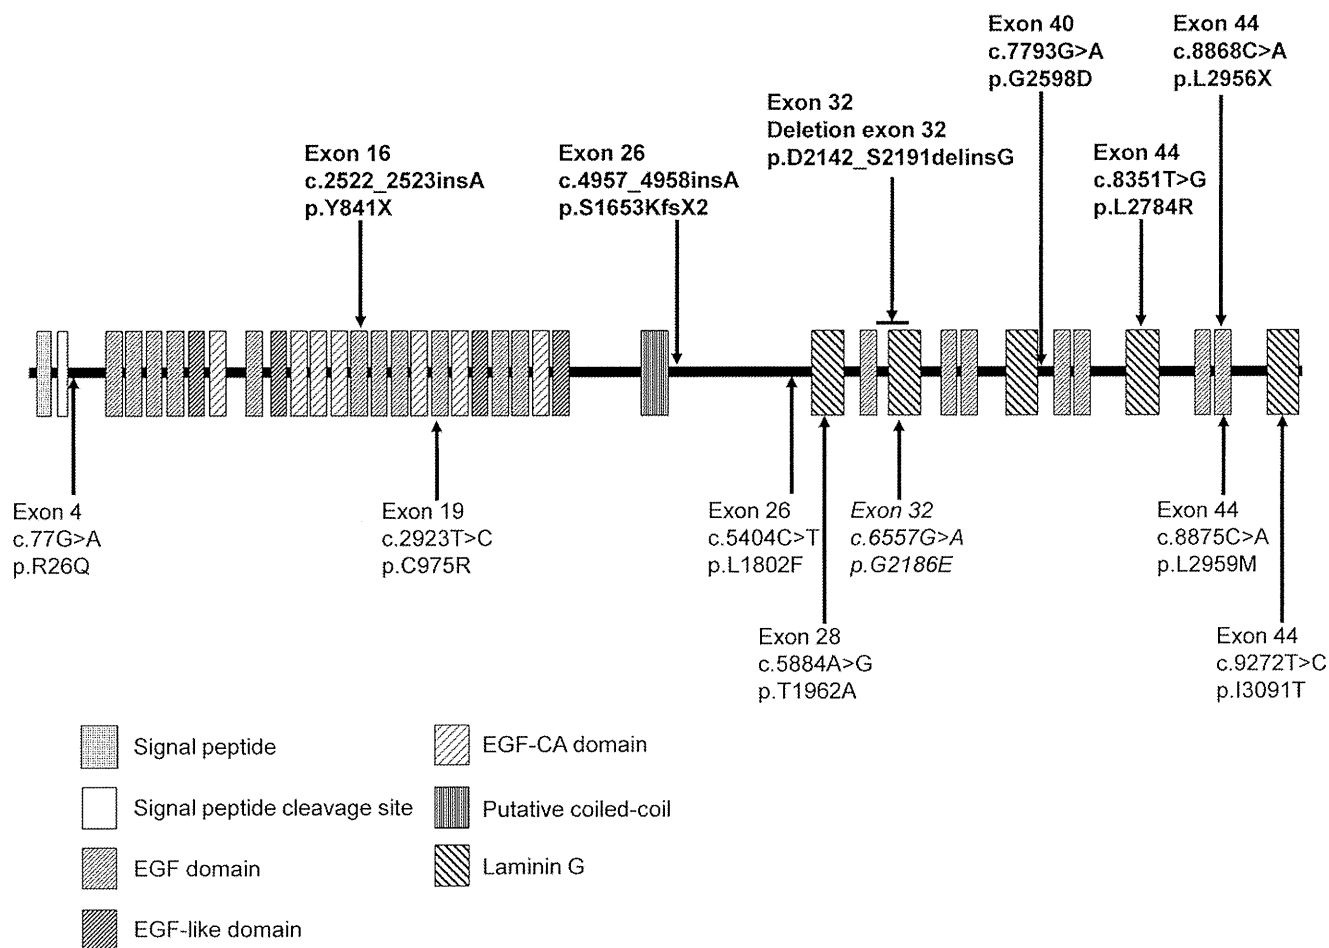 Exon 40
c.7793G>A
p.G2598D
Exon 44
c.8868C>A
p.L2956X
Exon 32
Deletion exon 32
p.D2142_S2191delinsG
Exon 16
c.2522_2523insA
p.Y841X
Exon 26
c.4957_4958insA
p.S1653KfsX2
Exon 44
c.8351T>G
p.L2784R
Exon 4
c.77G>A
p.R26Q
Exon 19
c.2923T>C
p.C975R
Exon 26
c.5404C>T
p.L1802F
Exon 32
c.6557G>A
p.G2186E
Exon 44
c.8875C>A
p.L2959M
Exon 28
c.5884A>G
p.T1962A
Exon 44
c.9272T>C
p.I3091T
Signal peptide
Signal peptide cleavage site
EGF domain
EGF-like domain
EGF-CA domain
Putative coiled-coil
Laminin G